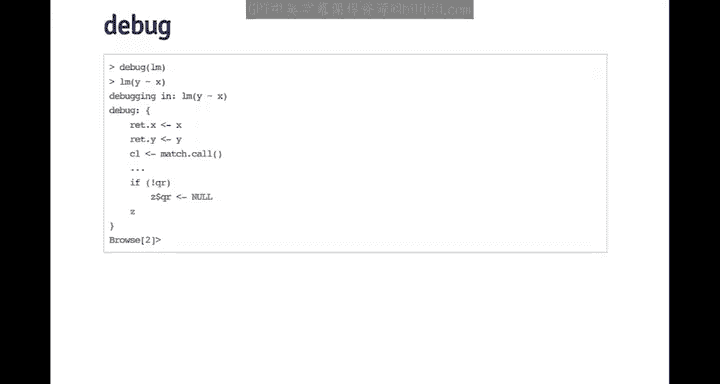 debug
> debug(lm)
> lm(y ~ x)
debugging in: lm(y ~ x)
debug: {
    ret.x <- x
    ret.y <- y
    cl <- match.call()
    ...
    if (!qr)
        z$qr <- NULL
    z
}
Browse[2]>